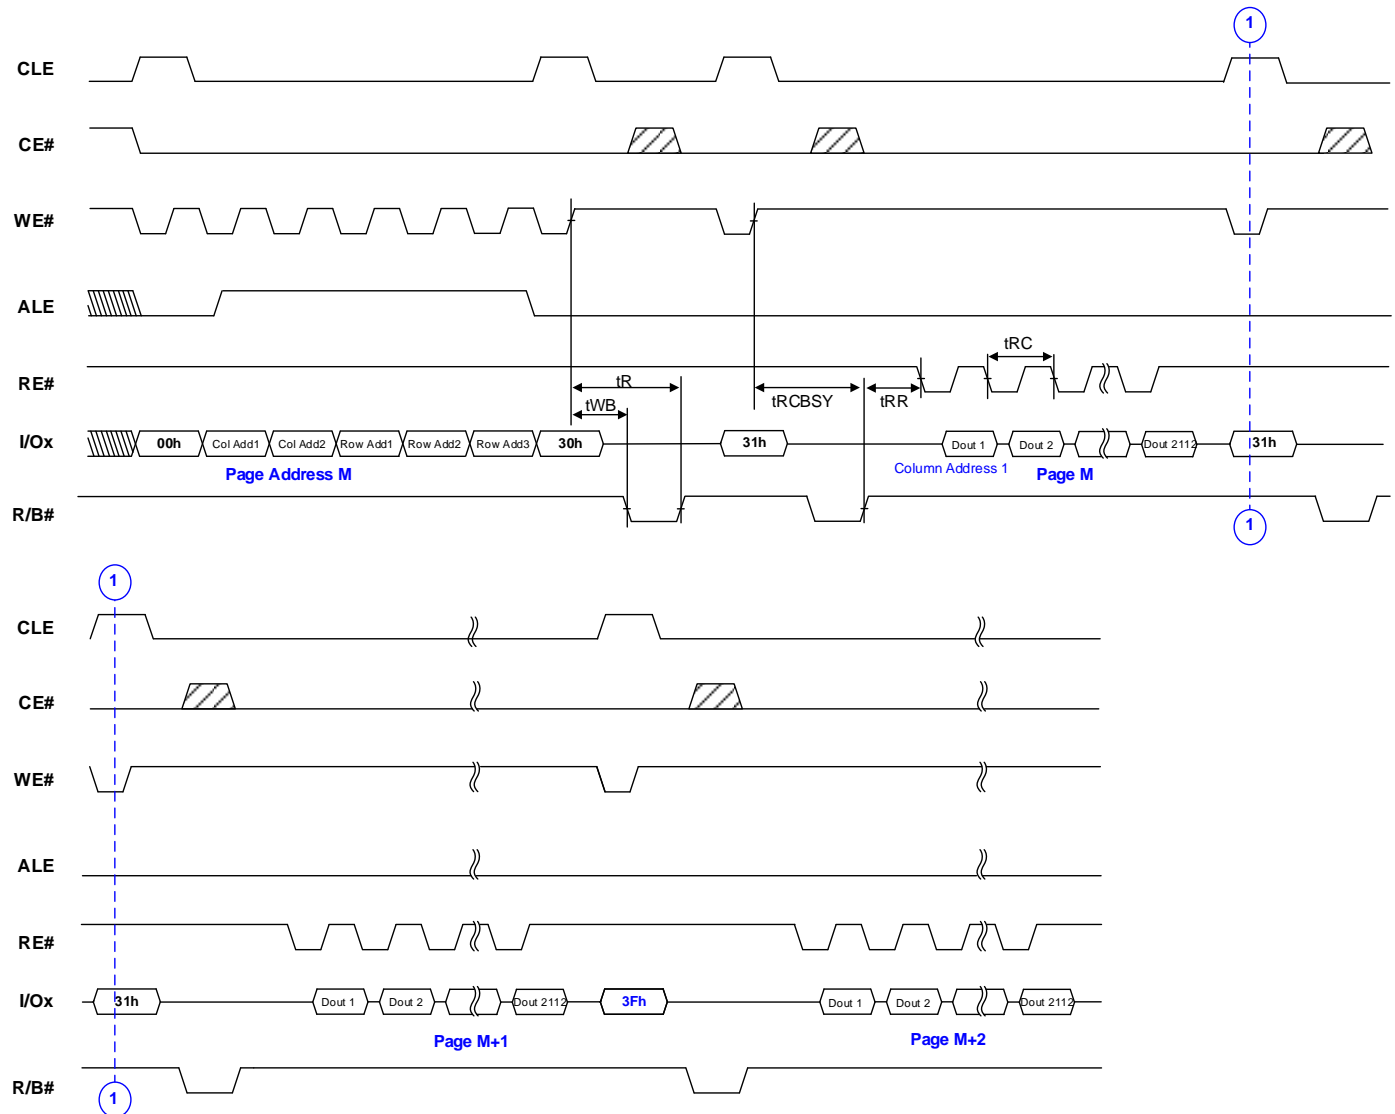 1
CLE
CE#
WE#
ALE
tRC
RE#
tR
tWB
tRCBSY
tRR
I/Ox
00h Col Add1 Col Add2 Row Add1 Row Add2 Row Add3 30h 31h Dout 1 Dout 2 Dout 2112 31h
Page Address M
Column Address 1
Page M
R/B#
1
1
CLE
CE#
WE#
ALE
RE#
I/Ox
31h Dout 1 Dout 2 Dout 2112 3Fh Dout 1 Dout 2 Dout 2112
Page M+1 Page M+2
R/B#
1